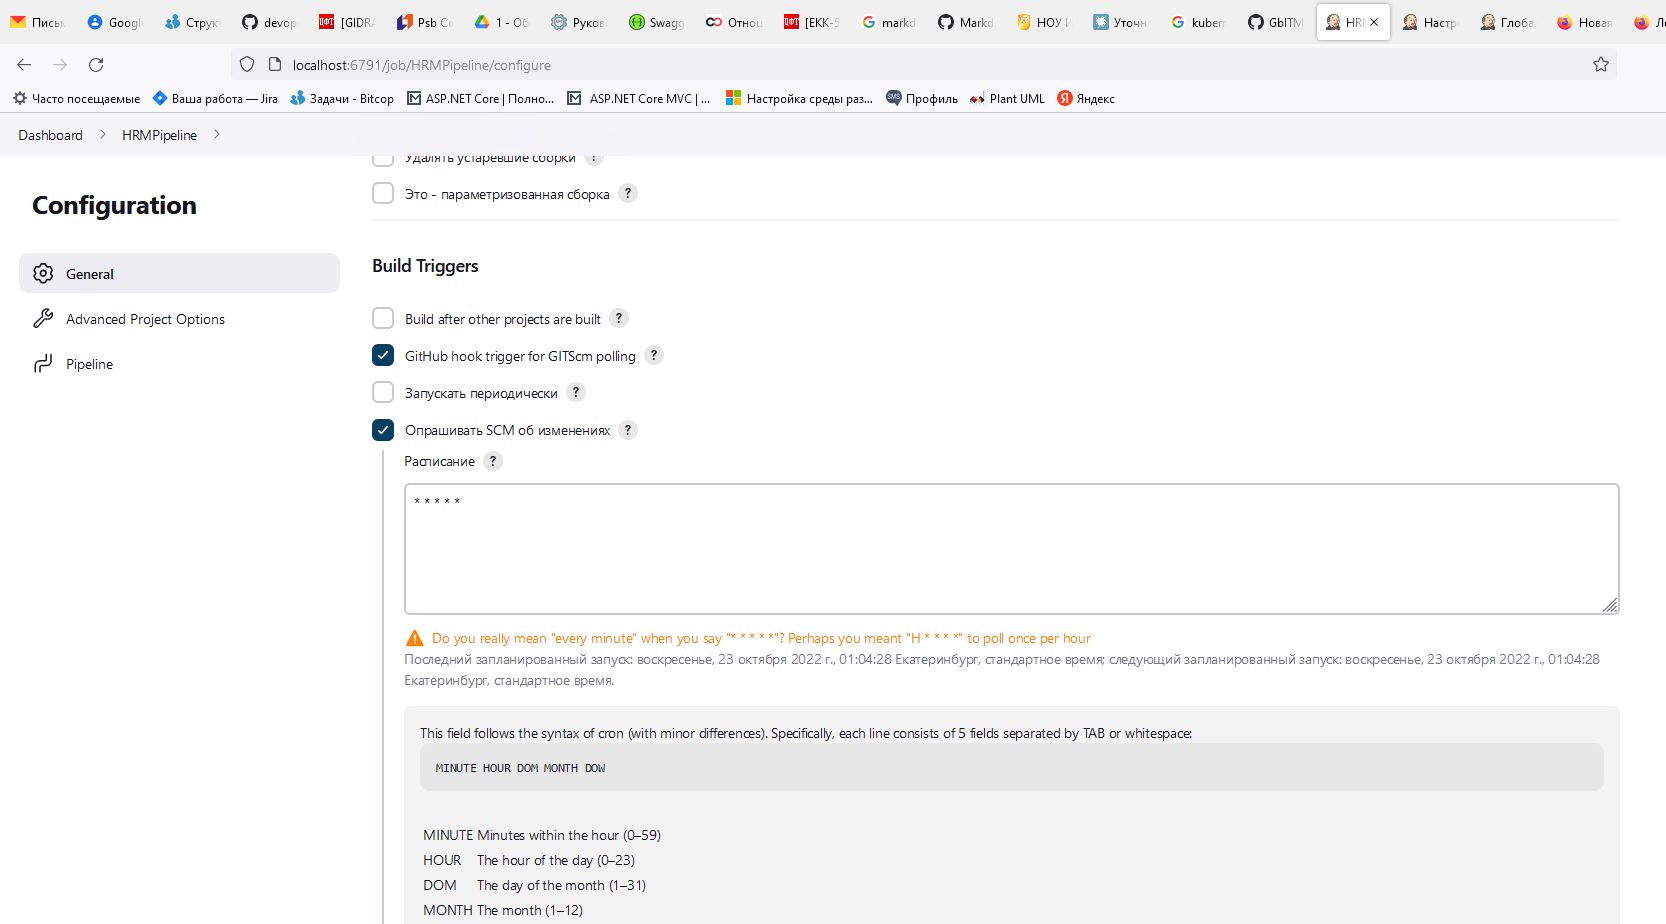 Письм
Google
Струк
devop
[GIDRA
Psb Co
1 - Об
Руково
Swagg
Отнош
[EKK-5
markd
Markd
НОУ И
Уточн
kubern
GbITM
HRM
Настр
Глоба
Новая
localhost:6791/job/HRMPipeline/configure
Часто посещаемые
Ваша работа — Jira
Задачи - Bitcop
ASP.NET Core | Полно...
ASP.NET Core MVC | ...
Настройка среды раз...
Профиль
Plant UML
Яндекс
Dashboard
HRMPipeline
Удалять устаревшие сборки ?
Это - параметризованная сборка ?
Configuration
General
Advanced Project Options
Pipeline
Build Triggers
Build after other projects are built ?
GitHub hook trigger for GITScm polling ?
Запускать периодически ?
Опрашивать SCM об изменениях ?
Расписание ?
* * * * *
Do you really mean "every minute" when you say "* * * * *"? Perhaps you meant "H * * * *" to poll once per hour
Последний запланированный запуск: воскресенье, 23 октября 2022 г., 01:04:28 Екатеринбург, стандартное время; следующий запланированный запуск: воскресенье, 23 октября 2022 г., 01:04:28
Екатеринбург, стандартное время.
This field follows the syntax of cron (with minor differences). Specifically, each line consists of 5 fields separated by TAB or whitespace:
MINUTE HOUR DOM MONTH DOW
MINUTE Minutes within the hour (0–59)
HOUR The hour of the day (0–23)
DOM The day of the month (1–31)
MONTH The month (1–12)